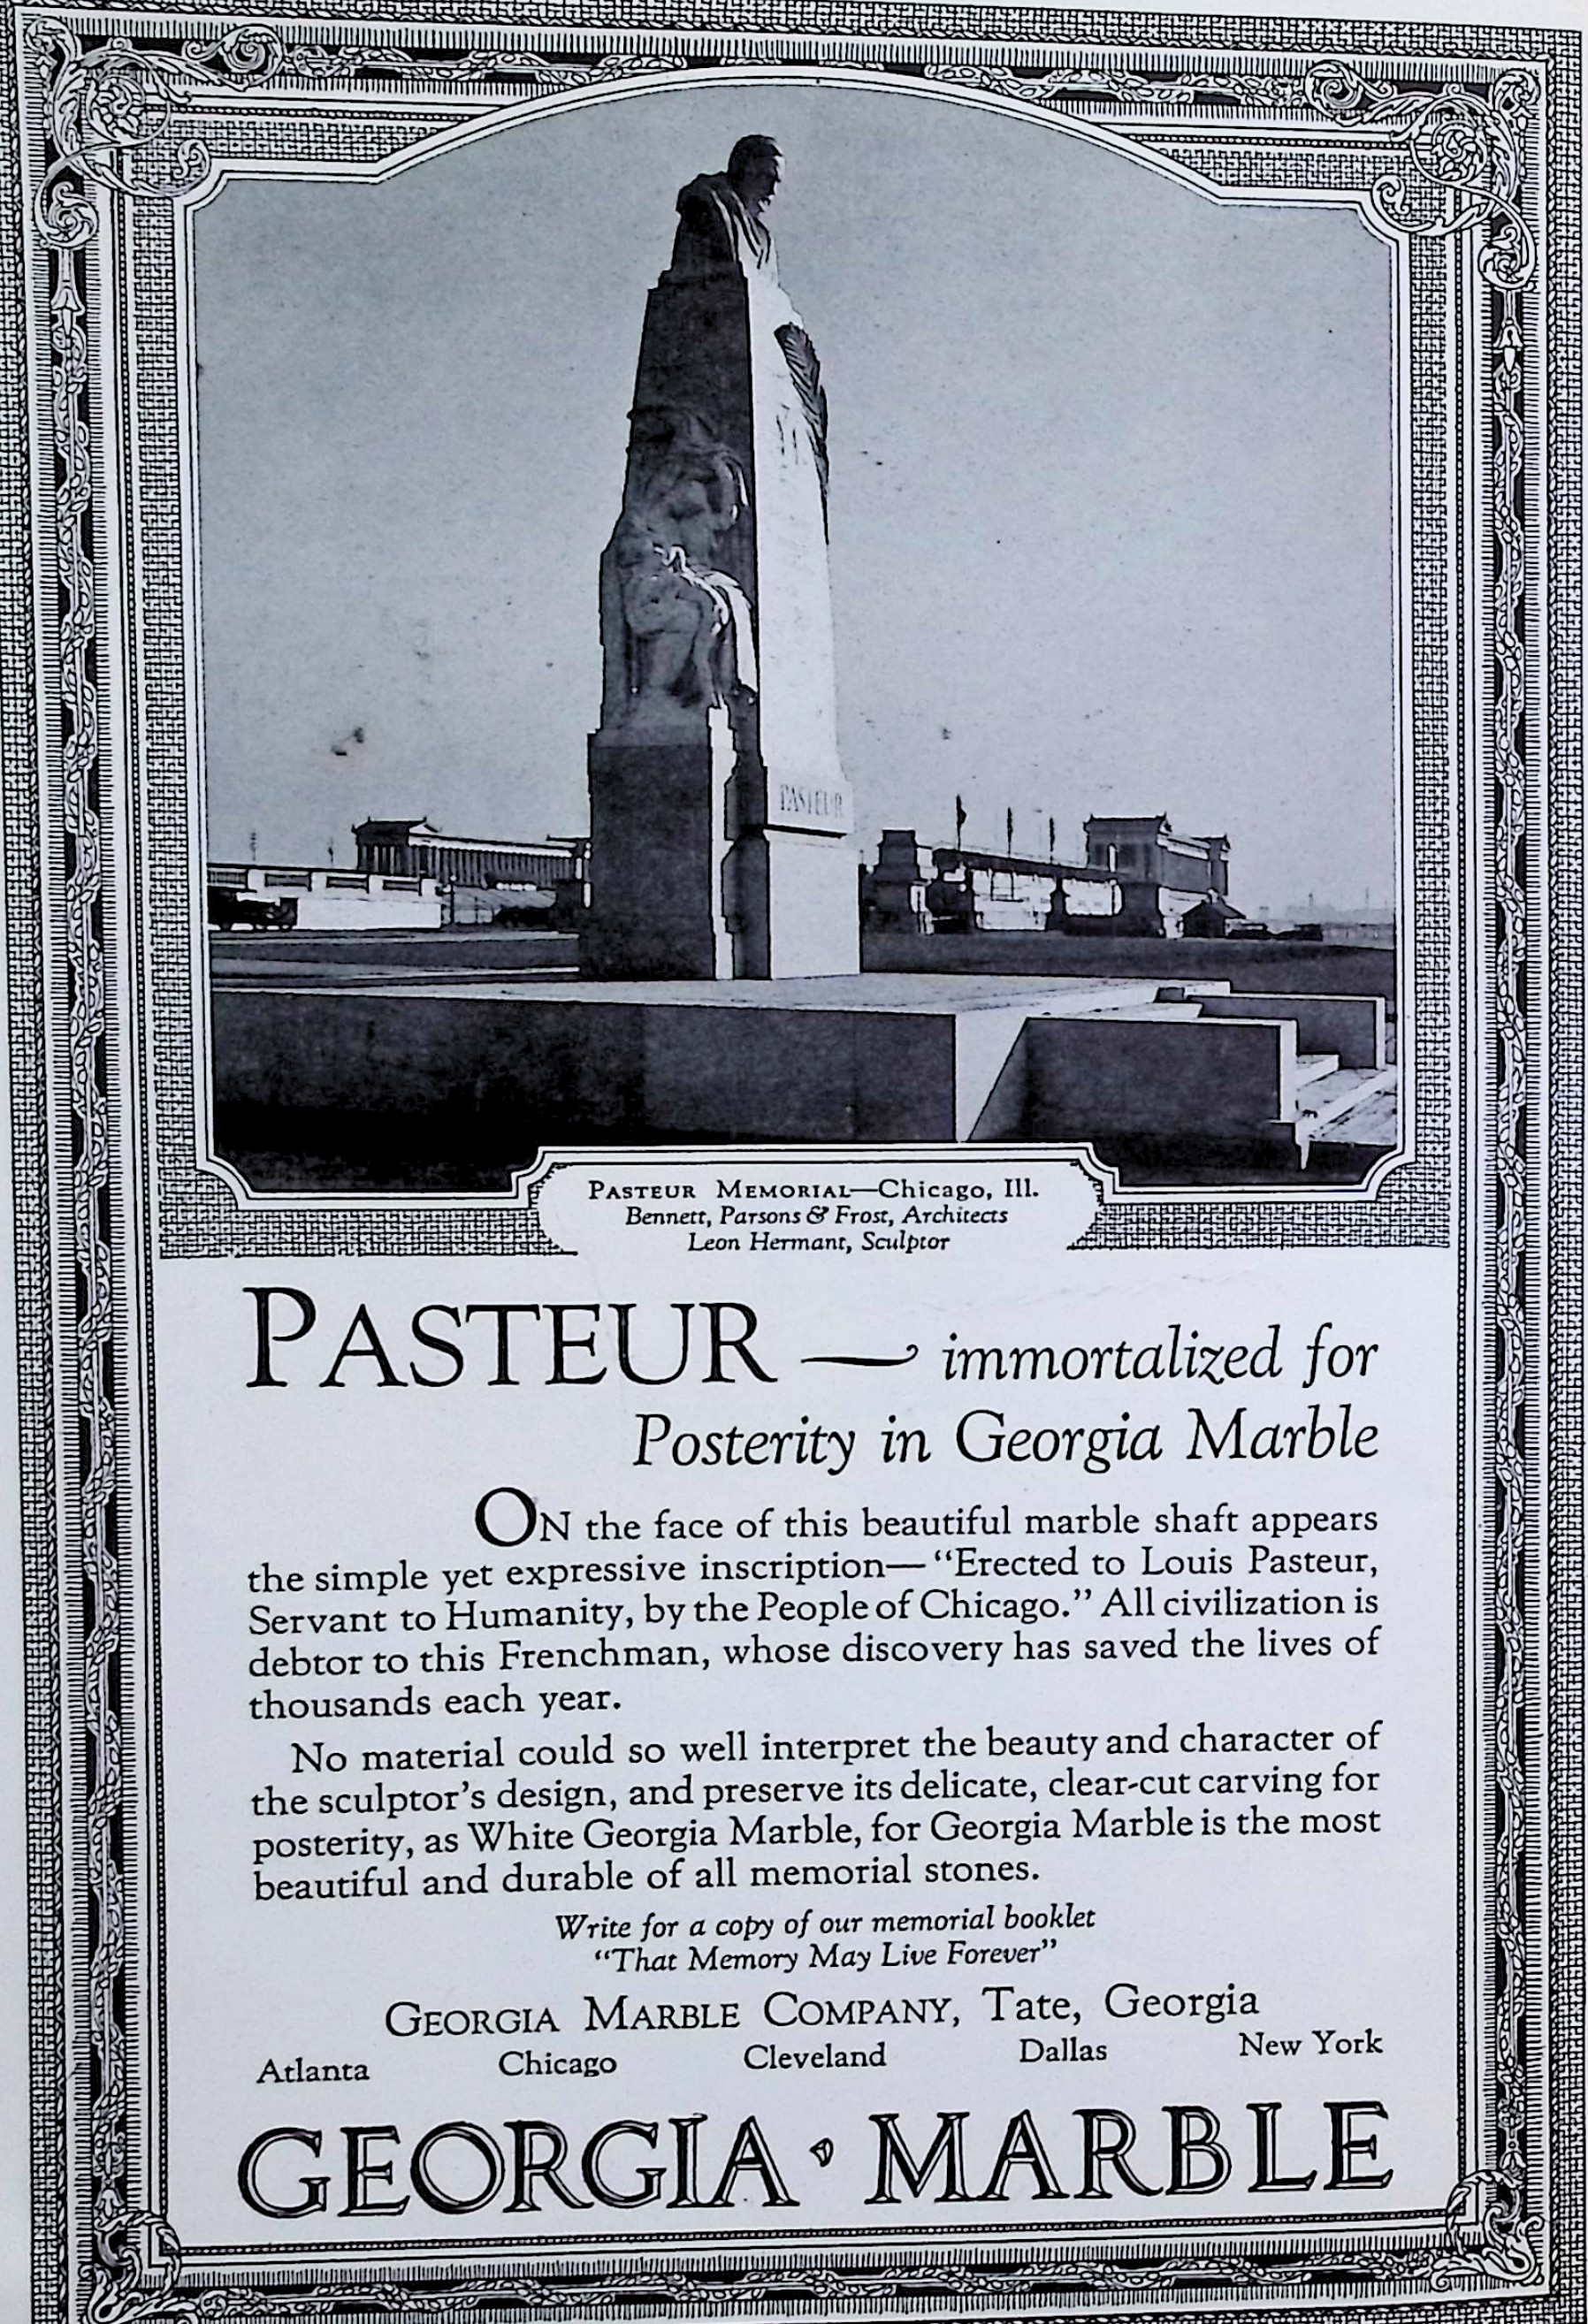 PASTEUR
PASTEUR MEMORIAL—Chicago, Ill.
Bennett, Parsons & Frost, Architects
Leon Hermant, Sculptor
PASTEUR — immortalized for
Posterity in Georgia Marble
ON the face of this beautiful marble shaft appears
the simple yet expressive inscription—“Erected to Louis Pasteur,
Servant to Humanity, by the People of Chicago.” All civilization is
debtor to this Frenchman, whose discovery has saved the lives of
thousands each year.
No material could so well interpret the beauty and character of
the sculptor’s design, and preserve its delicate, clear-cut carving for
posterity, as White Georgia Marble, for Georgia Marble is the most
beautiful and durable of all memorial stones.
Write for a copy of our memorial booklet
“That Memory May Live Forever”
GEORGIA MARBLE COMPANY, Tate, Georgia
Atlanta Chicago Cleveland Dallas New York
GEORGIA · MARBLE